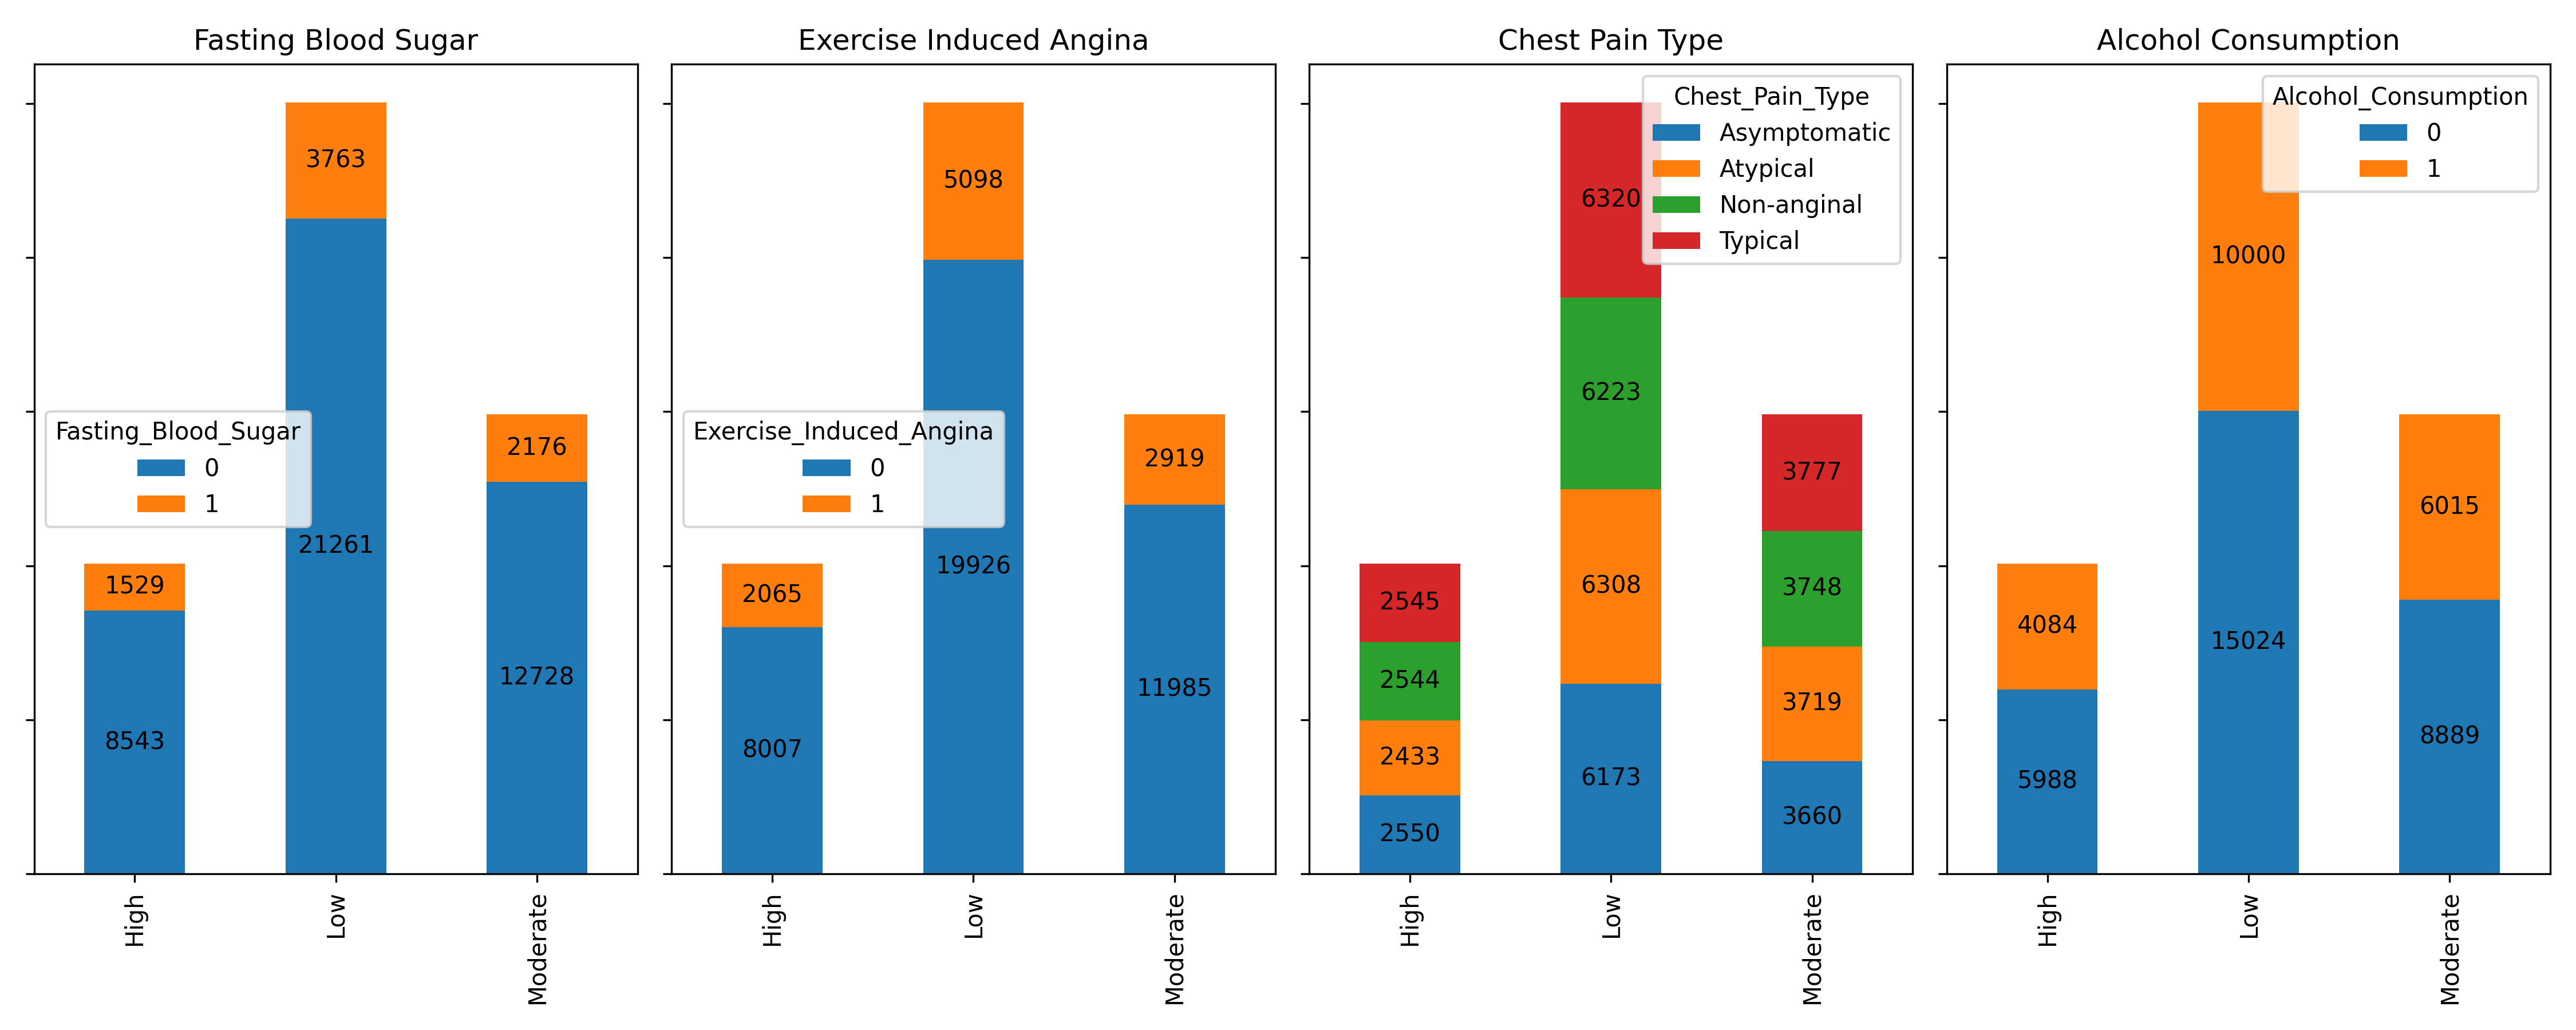 Fasting Blood Sugar
3763
2176
Fasting_Blood_Sugar
0
1
21261
1529
12728
8543
High
Low
Moderate
Exercise Induced Angina
5098
2919
Exercise_Induced_Angina
0
1
19926
2065
11985
8007
High
Low
Moderate
Chest Pain Type
Chest_Pain_Type
Asymptomatic
Atypical
Non-anginal
Typical
6320
6223
3777
6308
3748
2545
2544
3719
2433
6173
3660
2550
High
Low
Moderate
Alcohol Consumption
Alcohol_Consumption
0
1
10000
6015
4084
15024
8889
5988
High
Low
Moderate